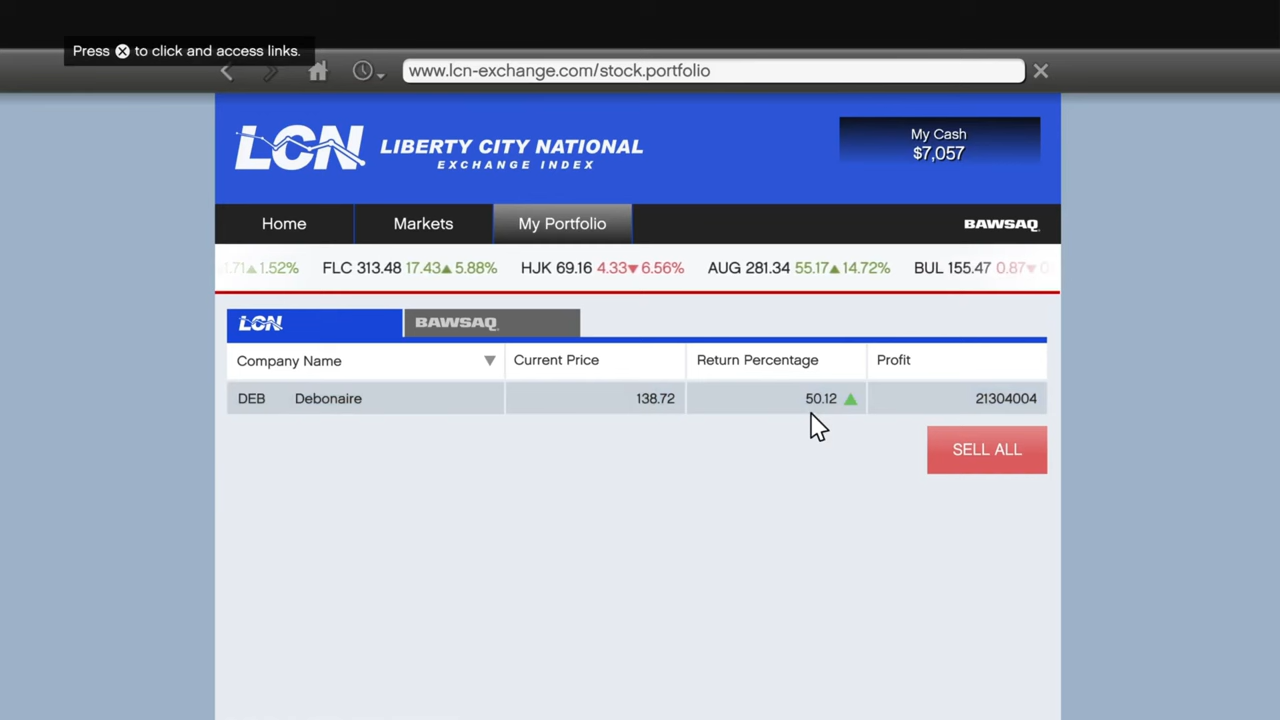 Press ⓧ to click and access links.
www.lcn-exchange.com/stock.portfolio
LCN LIBERTY CITY NATIONAL
EXCHANGE INDEX
My Cash
$7,057
Home Markets My Portfolio BAWSAQ
.71▲1.52% FLC 313.48 17.43▲5.88% HJK 69.16 4.33▼6.56% AUG 281.34 55.17▲14.72% BUL 155.47 0.87▼
LCN BAWSAQ
Company Name ▼ Current Price Return Percentage Profit
DEB Debonaire 138.72 50.12 ▲ 21304004
SELL ALL